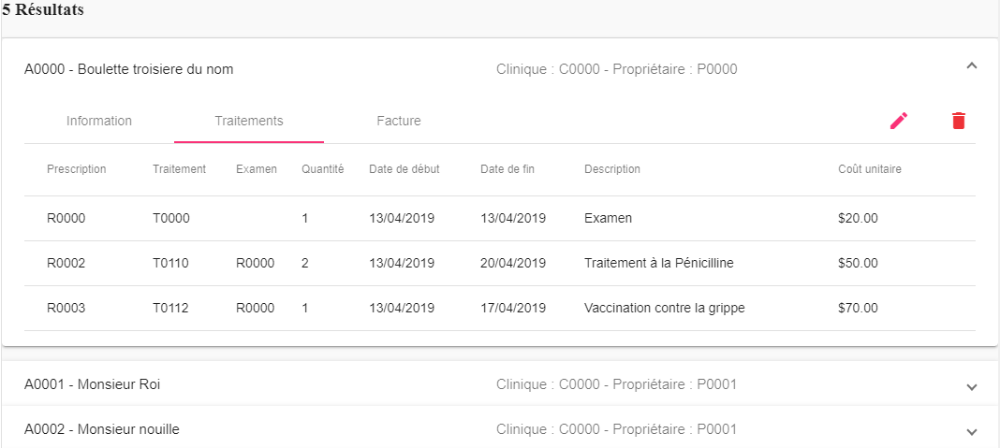 5 Résultats
A0000 - Boulette troisiere du nom Clinique : C0000 - Propriétaire : P0000
Information Traitements Facture
Prescription Traitement Examen Quantité Date de début Date de fin Description Coût unitaire
R0000 T0000 1 13/04/2019 13/04/2019 Examen $20.00
R0002 T0110 R0000 2 13/04/2019 20/04/2019 Traitement à la Pénicilline $50.00
R0003 T0112 R0000 1 13/04/2019 17/04/2019 Vaccination contre la grippe $70.00
A0001 - Monsieur Roi Clinique : C0000 - Propriétaire : P0001
A0002 - Monsieur nouille Clinique : C0000 - Propriétaire : P0001